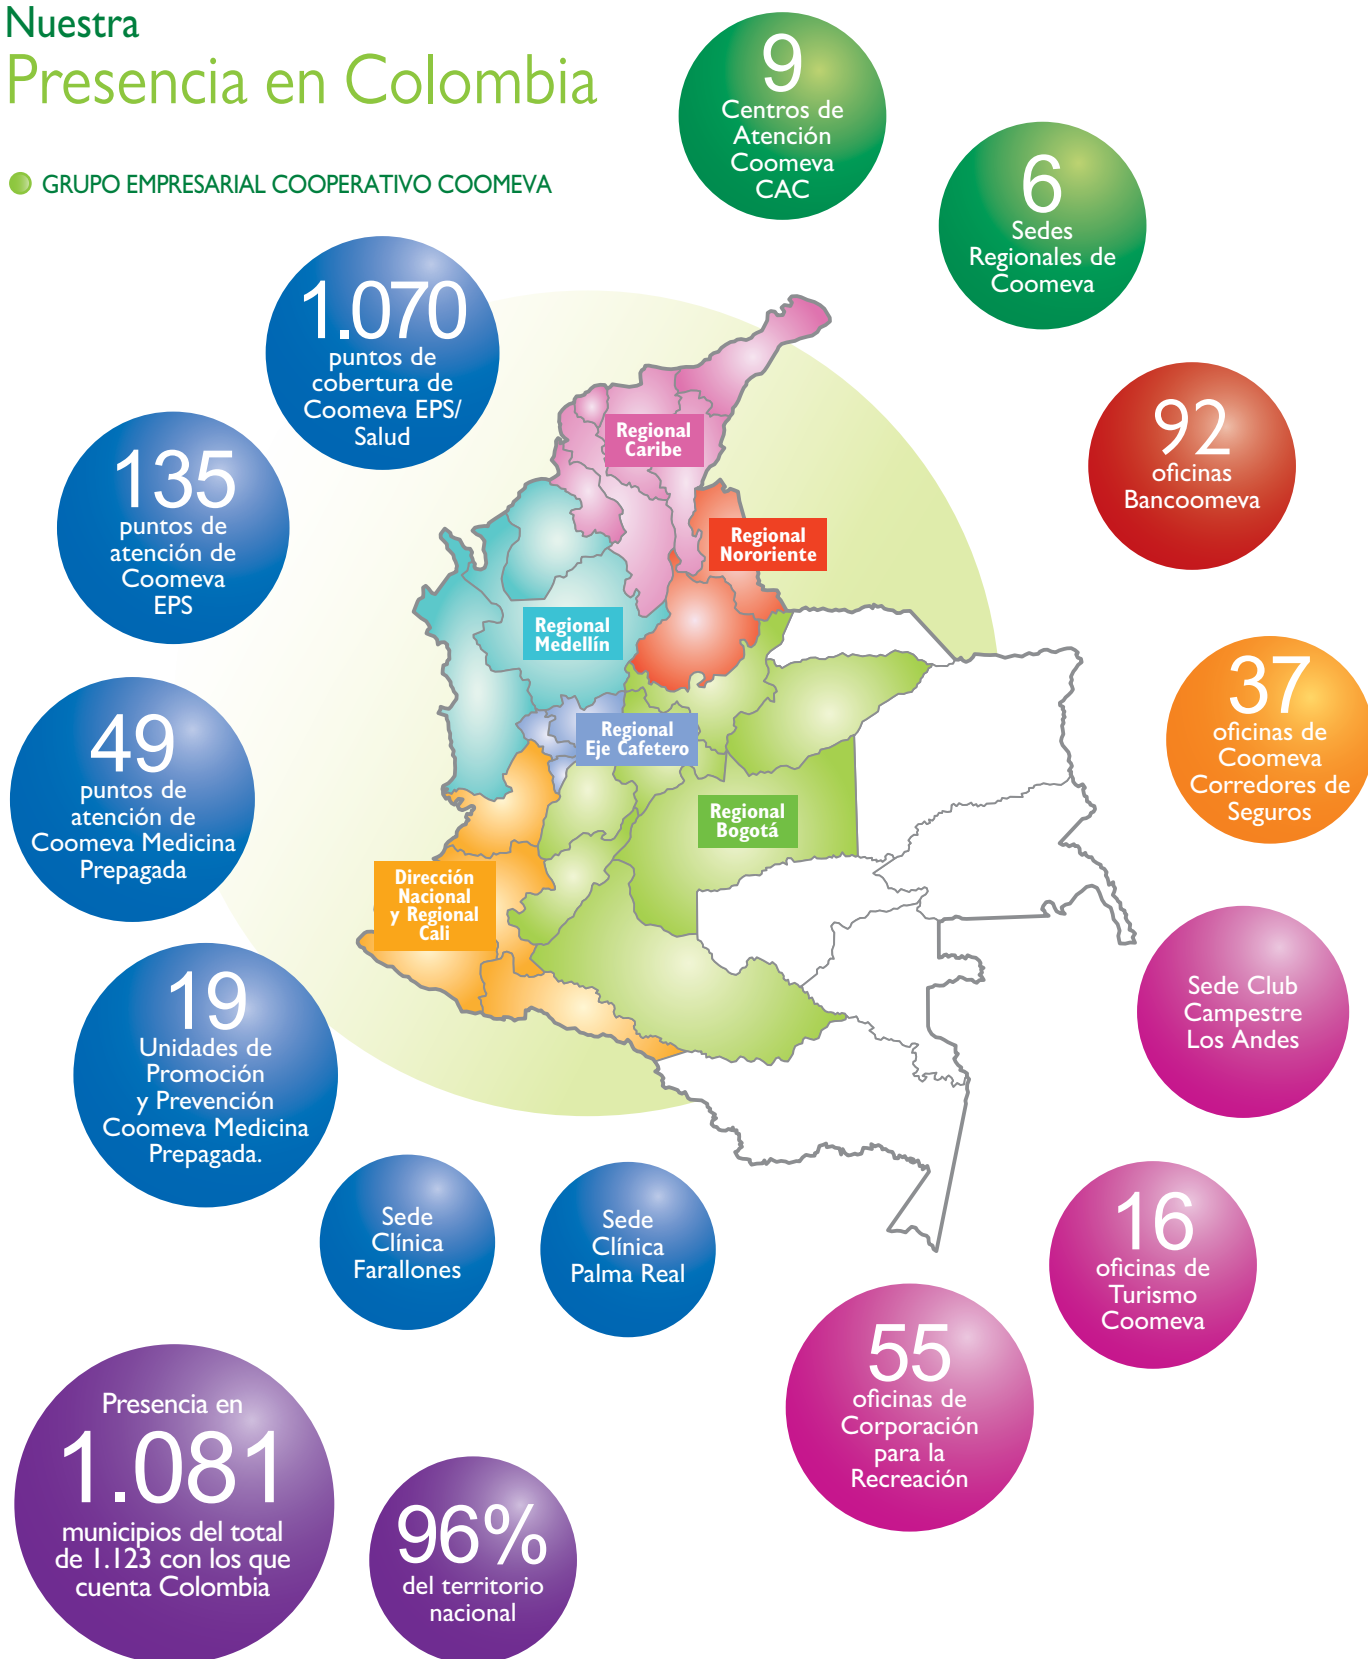 Nuestra
Presencia en Colombia
GRUPO EMPRESARIAL COOPERATIVO COOMEVA
9
Centros de
Atención
Coomeva
CAC
6
Sedes
Regionales de
Coomeva
1.070
puntos de
cobertura de
Coomeva EPS/
Salud
92
oficinas
Bancoomeva
135
puntos de
atención de
Coomeva
EPS
Regional
Caribe
Regional
Nororiente
Regional
Medellín
Regional
Eje Cafetero
Regional
Bogotá
Dirección
Nacional
y Regional
Cali
37
oficinas de
Coomeva
Corredores de
Seguros
49
puntos de
atención de
Coomeva Medicina
Prepagada
Sede Club
Campestre
Los Andes
19
Unidades de
Promoción
y Prevención
Coomeva Medicina
Prepagada.
Sede
Clínica
Farallones
Sede
Clínica
Palma Real
16
oficinas de
Turismo
Coomeva
55
oficinas de
Corporación
para la
Recreación
Presencia en
1.081
municipios del total
de 1.123 con los que
cuenta Colombia
96%
del territorio
nacional